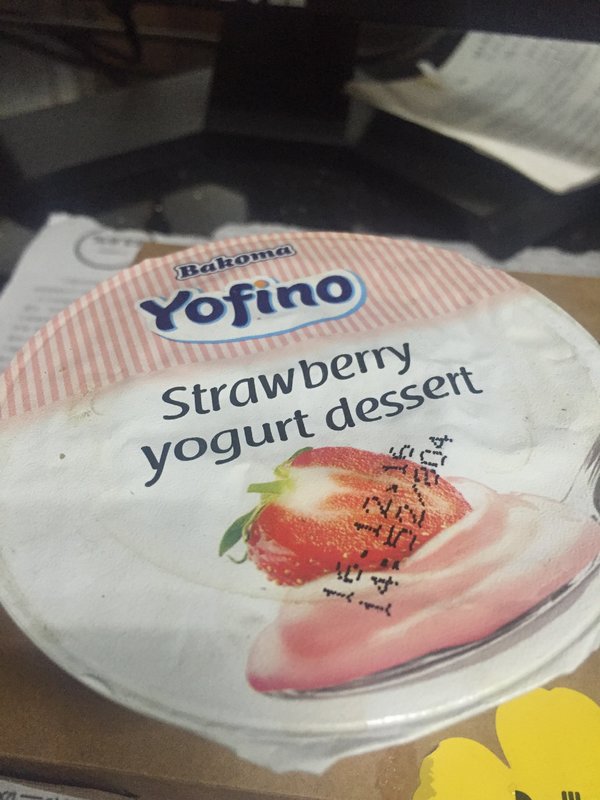 Bakoma
Yofino
Strawberry
yogurt dessert